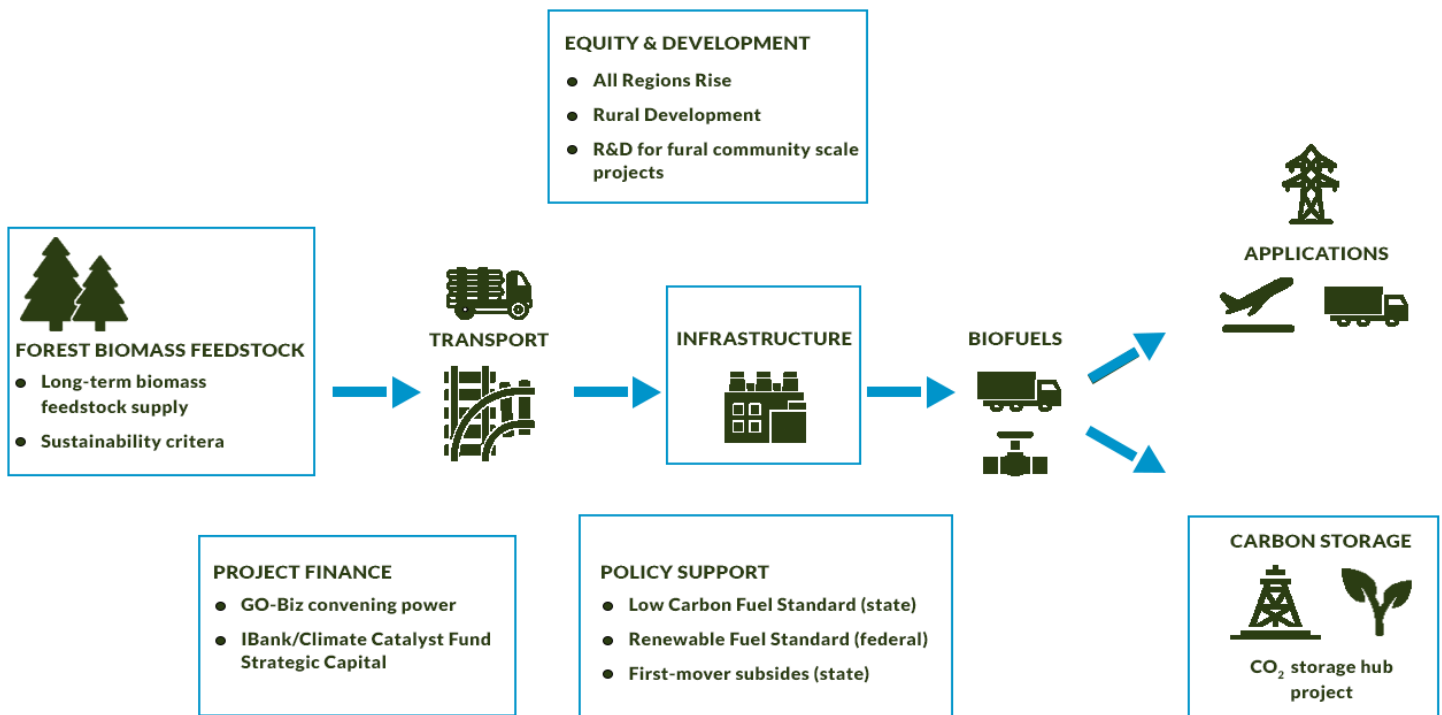 EQUITY & DEVELOPMENT
● All Regions Rise
● Rural Development
● R&D for fural community scale
projects
FOREST BIOMASS FEEDSTOCK
● Long-term biomass
feedstock supply
● Sustainability critera
TRANSPORT
INFRASTRUCTURE
BIOFUELS
APPLICATIONS
PROJECT FINANCE
● GO-Biz convening power
● IBank/Climate Catalyst Fund
Strategic Capital
POLICY SUPPORT
● Low Carbon Fuel Standard (state)
● Renewable Fuel Standard (federal)
● First-mover subsides (state)
CARBON STORAGE
CO₂ storage hub
project